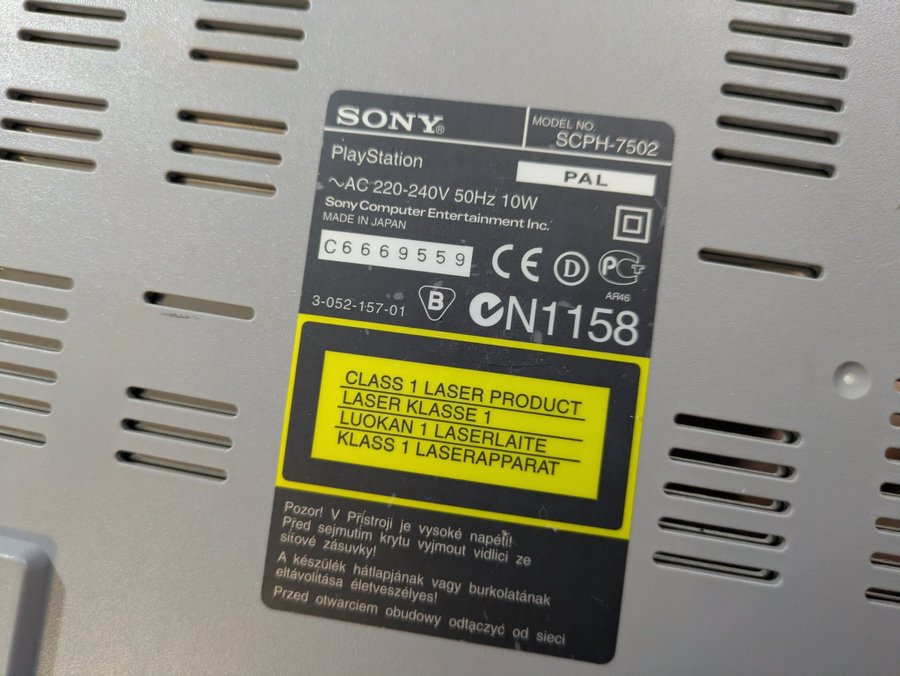 SONY®
MODEL NO.
SCPH-7502
PlayStation
PAL
~AC 220-240V 50Hz 10W
Sony Computer Entertainment Inc.
MADE IN JAPAN
C6669559
CE D PCT
AЯ46
3-052-157-01 B N1158
CLASS 1 LASER PRODUCT
LASER KLASSE 1
LUOKAN 1 LASERLAITE
KLASS 1 LASERAPPARAT
Pozor! V Přístroji je vysoké napětí!
Před sejmutím krytu vyjmout vidlici ze
síťové zásuvky!
A készülék hátlapjának vagy burkolatának
eltávolítása életveszélyes!
Przed otwarciem obudowy odłączyć od sieci